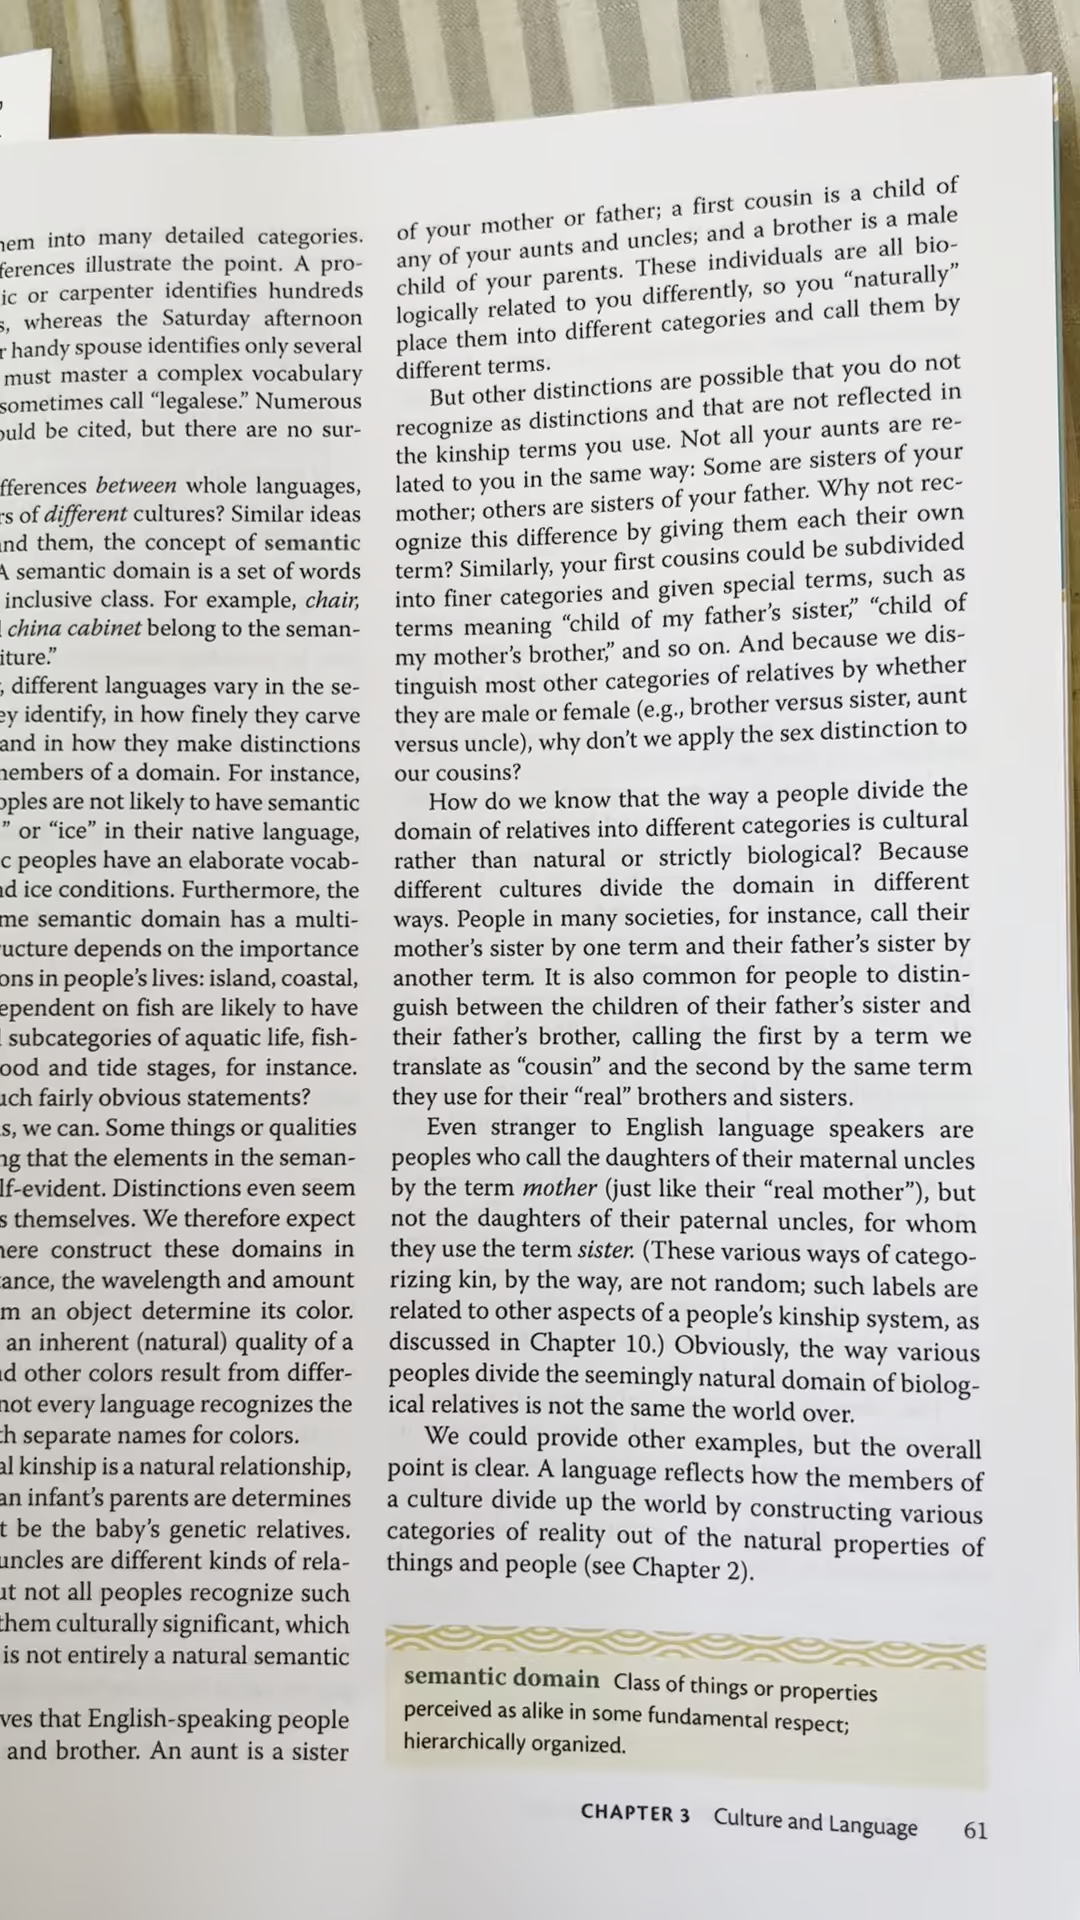 hem into many detailed categories.
ferences illustrate the point. A pro-
ic or carpenter identifies hundreds
s, whereas the Saturday afternoon
r handy spouse identifies only several
must master a complex vocabulary
sometimes call “legalese.” Numerous
ould be cited, but there are no sur-
fferences between whole languages,
rs of different cultures? Similar ideas
nd them, the concept of semantic
A semantic domain is a set of words
inclusive class. For example, chair,
china cabinet belong to the seman-
iture.”
, different languages vary in the se-
ey identify, in how finely they carve
and in how they make distinctions
members of a domain. For instance,
oples are not likely to have semantic
” or “ice” in their native language,
c peoples have an elaborate vocab-
nd ice conditions. Furthermore, the
me semantic domain has a multi-
ructure depends on the importance
ons in people’s lives: island, coastal,
ependent on fish are likely to have
subcategories of aquatic life, fish-
ood and tide stages, for instance.
uch fairly obvious statements?
s, we can. Some things or qualities
ng that the elements in the seman-
lf-evident. Distinctions even seem
s themselves. We therefore expect
here construct these domains in
tance, the wavelength and amount
m an object determine its color.
an inherent (natural) quality of a
nd other colors result from differ-
not every language recognizes the
th separate names for colors.
al kinship is a natural relationship,
an infant’s parents are determines
t be the baby’s genetic relatives.
uncles are different kinds of rela-
ut not all peoples recognize such
them culturally significant, which
is not entirely a natural semantic
ves that English-speaking people
and brother. An aunt is a sister
of your mother or father; a first cousin is a child of
any of your aunts and uncles; and a brother is a male
child of your parents. These individuals are all bio-
logically related to you differently, so you “naturally”
place them into different categories and call them by
different terms.
But other distinctions are possible that you do not
recognize as distinctions and that are not reflected in
the kinship terms you use. Not all your aunts are re-
lated to you in the same way: Some are sisters of your
mother; others are sisters of your father. Why not rec-
ognize this difference by giving them each their own
term? Similarly, your first cousins could be subdivided
into finer categories and given special terms, such as
terms meaning “child of my father’s sister,” “child of
my mother’s brother,” and so on. And because we dis-
tinguish most other categories of relatives by whether
they are male or female (e.g., brother versus sister, aunt
versus uncle), why don’t we apply the sex distinction to
our cousins?
How do we know that the way a people divide the
domain of relatives into different categories is cultural
rather than natural or strictly biological? Because
different cultures divide the domain in different
ways. People in many societies, for instance, call their
mother’s sister by one term and their father’s sister by
another term. It is also common for people to distin-
guish between the children of their father’s sister and
their father’s brother, calling the first by a term we
translate as “cousin” and the second by the same term
they use for their “real” brothers and sisters.
Even stranger to English language speakers are
peoples who call the daughters of their maternal uncles
by the term mother (just like their “real mother”), but
not the daughters of their paternal uncles, for whom
they use the term sister. (These various ways of catego-
rizing kin, by the way, are not random; such labels are
related to other aspects of a people’s kinship system, as
discussed in Chapter 10.) Obviously, the way various
peoples divide the seemingly natural domain of biolog-
ical relatives is not the same the world over.
We could provide other examples, but the overall
point is clear. A language reflects how the members of
a culture divide up the world by constructing various
categories of reality out of the natural properties of
things and people (see Chapter 2).
semantic domain Class of things or properties
perceived as alike in some fundamental respect;
hierarchically organized.
CHAPTER 3 Culture and Language 61